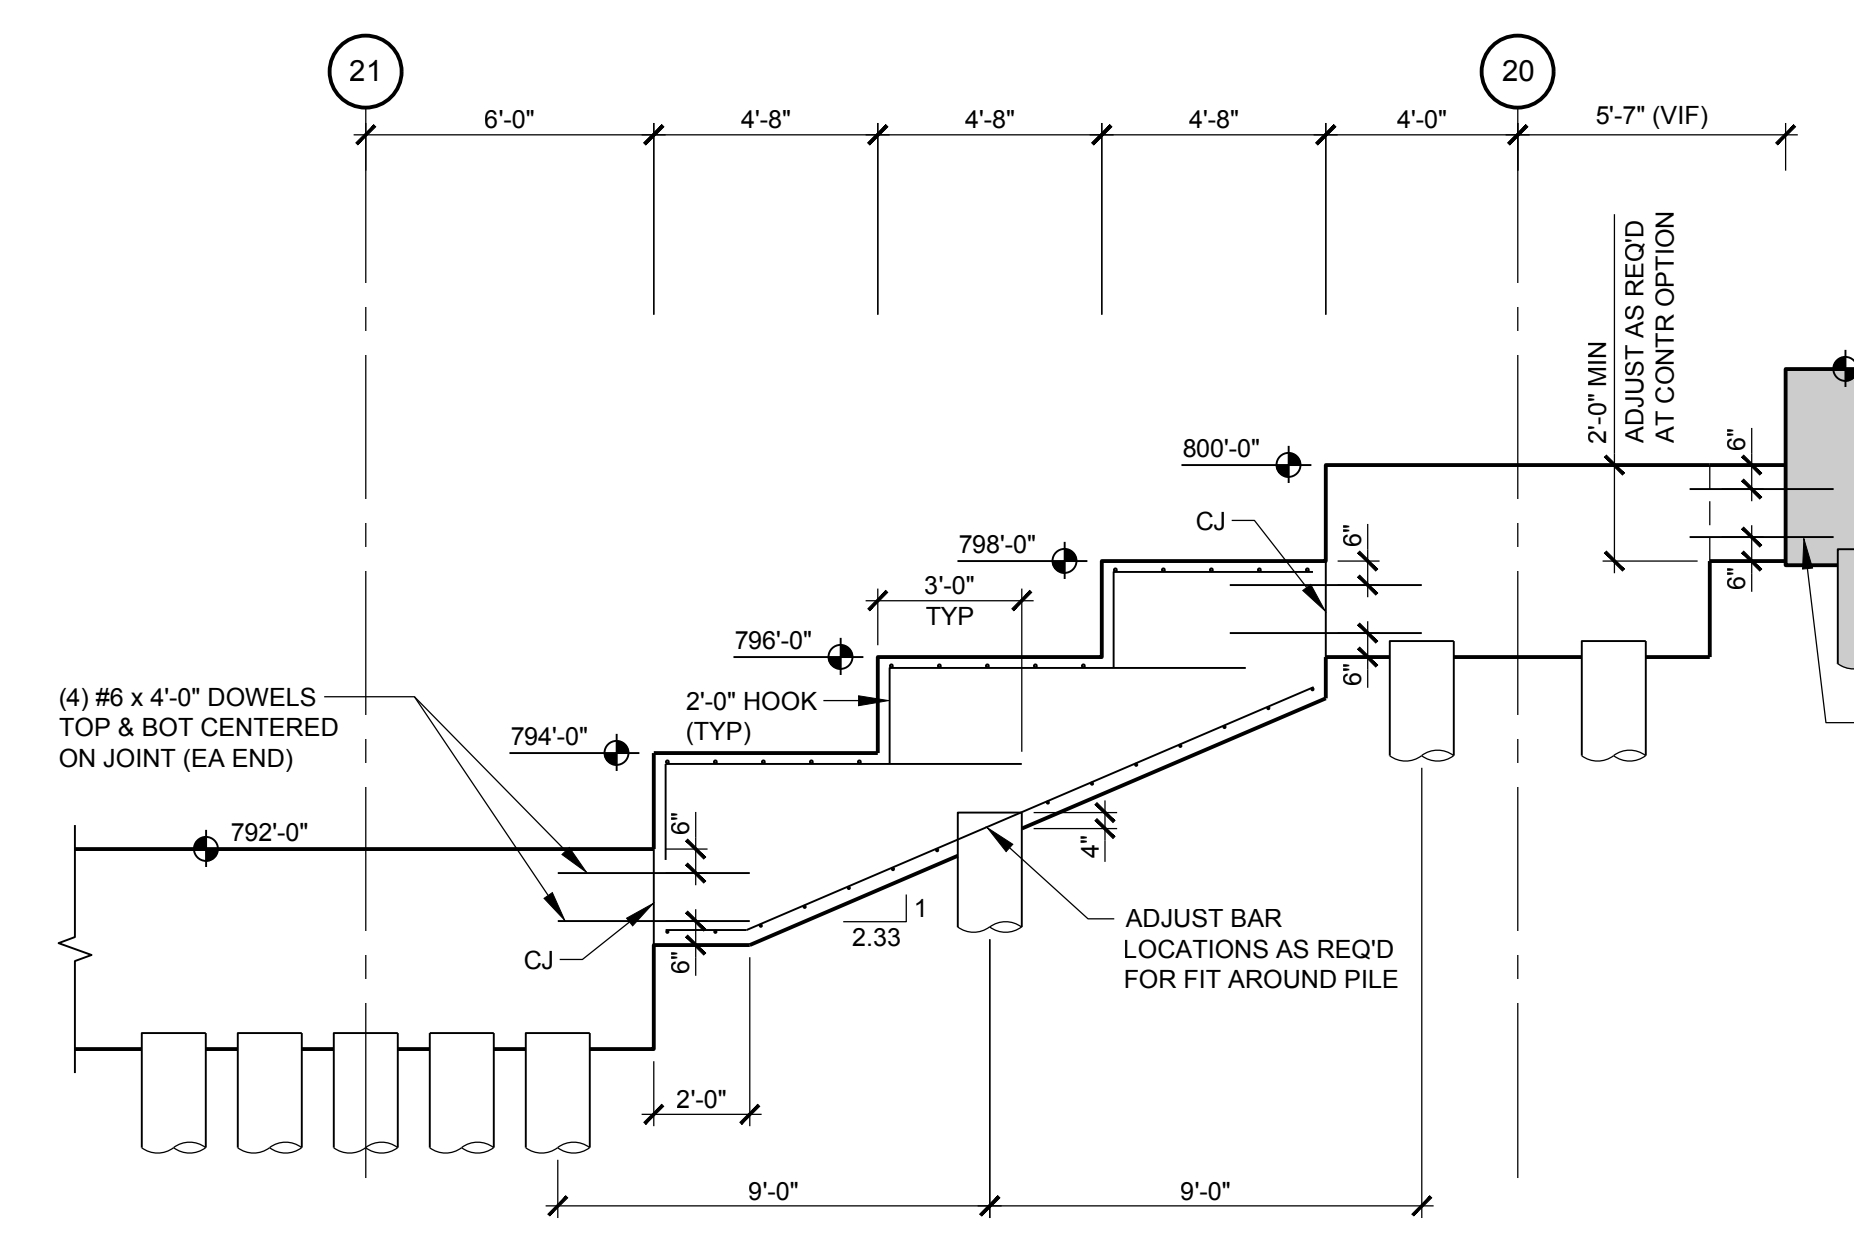 21
20
6'-0"
4'-8"
4'-8"
4'-8"
4'-0"
5'-7" (VIF)
2'-0" MIN
ADJUST AS REQ'D
AT CONTR OPTION
6"
6"
800'-0"
CJ
6"
6"
798'-0"
3'-0"
TYP
796'-0"
2'-0" HOOK
(TYP)
794'-0"
(4) #6 x 4'-0" DOWELS
TOP & BOT CENTERED
ON JOINT (EA END)
792'-0"
6"
6"
CJ
4"
1
2.33
ADJUST BAR
LOCATIONS AS REQ'D
FOR FIT AROUND PILE
2'-0"
9'-0"
9'-0"